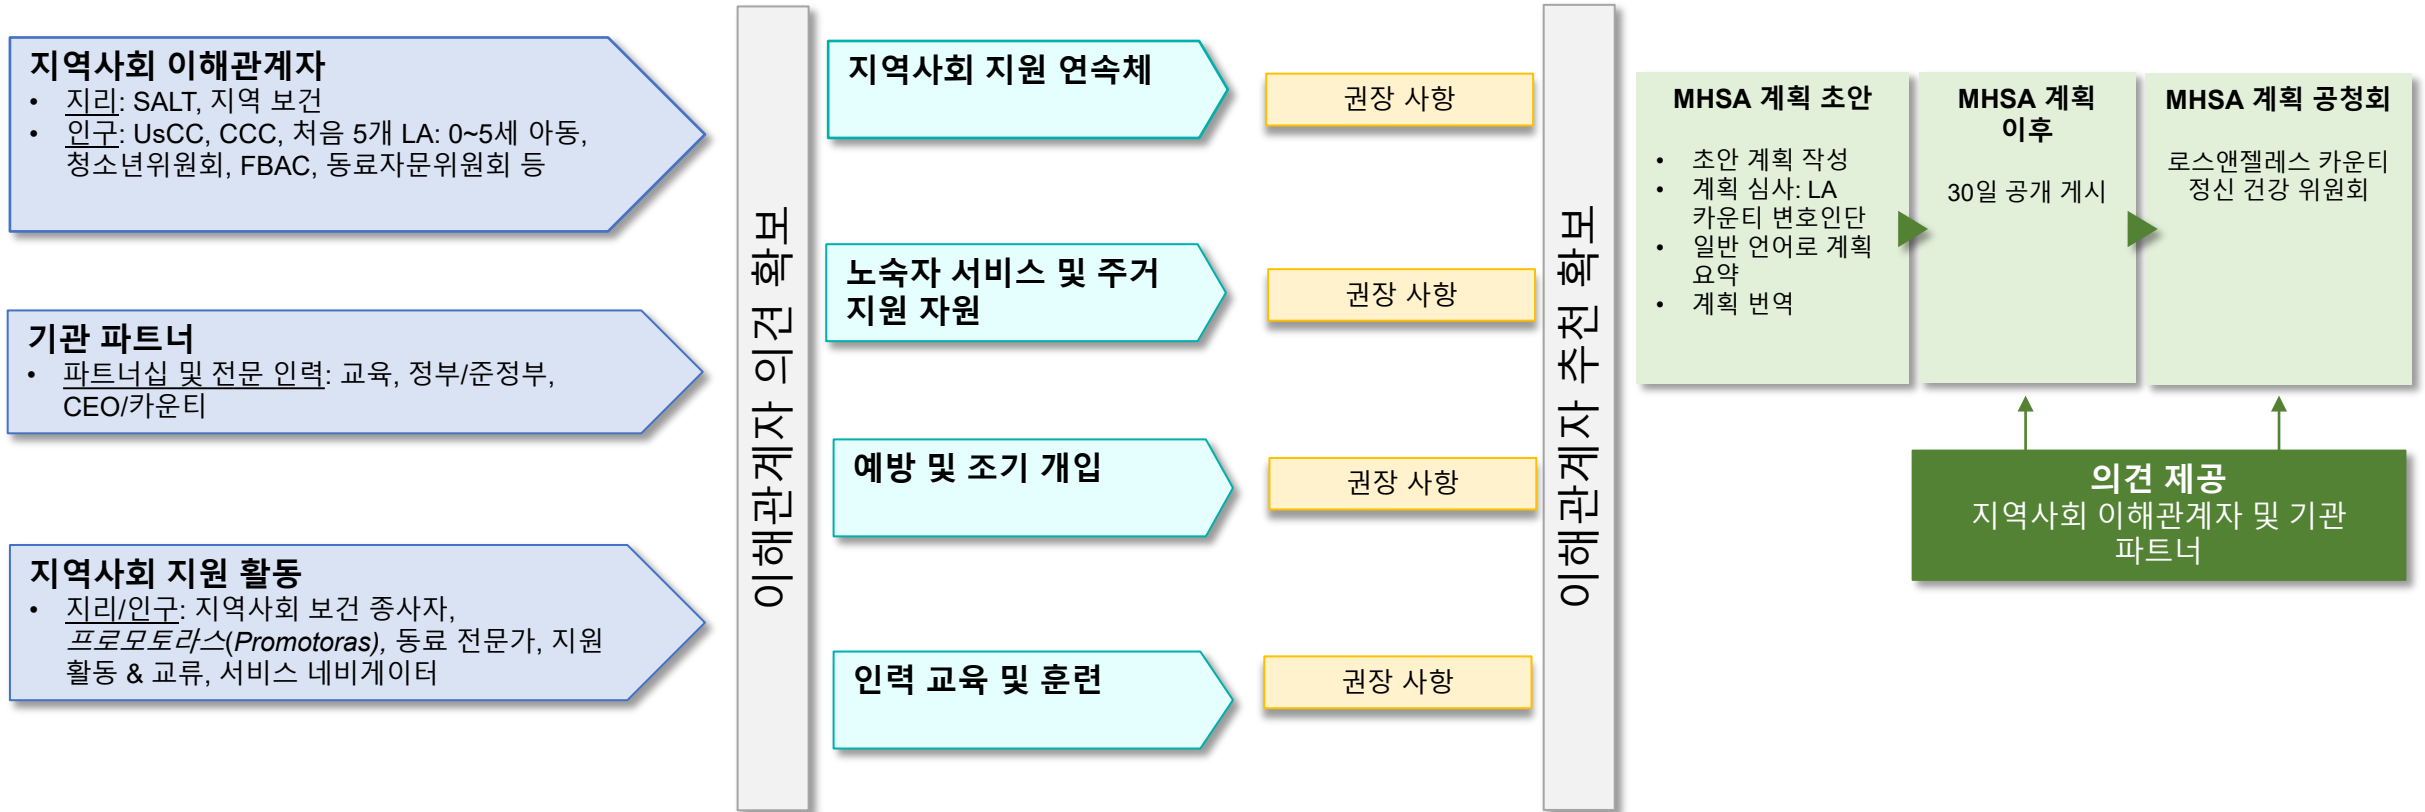 지역사회 이해관계자
• 지리: SALT, 지역 보건
• 인구: UsCC, CCC, 처음 5개 LA: 0~5세 아동,
청소년위원회, FBAC, 동료자문위원회 등
기관 파트너
• 파트너십 및 전문 인력: 교육, 정부/준정부,
CEO/카운티
지역사회 지원 활동
• 지리/인구: 지역사회 보건 종사자,
프로모토라스(Promotoras), 동료 전문가, 지원
활동 & 교류, 서비스 네비게이터
이해관계자 의견 확보
지역사회 지원 연속체
권장 사항
노숙자 서비스 및 주거
지원 자원
권장 사항
예방 및 조기 개입
권장 사항
인력 교육 및 훈련
권장 사항
이해관계자 추천 확보
MHSA 계획 초안
• 초안 계획 작성
• 계획 심사: LA
카운티 변호인단
• 일반 언어로 계획
요약
• 계획 번역
MHSA 계획
이후
30일 공개 게시
MHSA 계획 공청회
로스앤젤레스 카운티
정신 건강 위원회
의견 제공
지역사회 이해관계자 및 기관
파트너